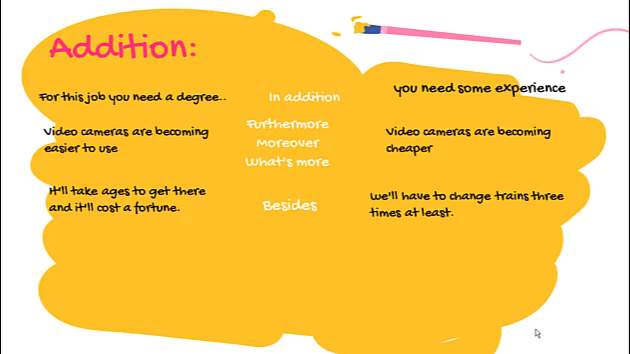 Addition:
For this job you need a degree.. In addition you need some experience
Video cameras are becoming
easier to use
Furthermore
Moreover
What's more
Video cameras are becoming
cheaper
It'll take ages to get there
and it'll cost a fortune.
Besides
We'll have to change trains three
times at least.